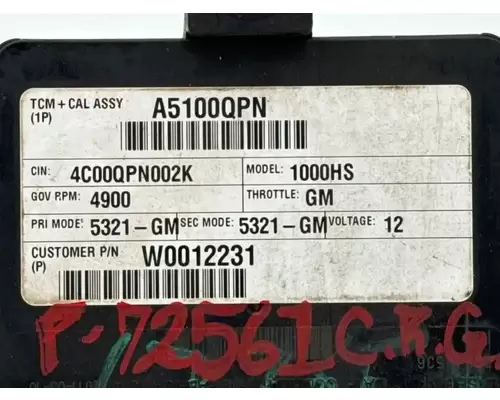 TCM + CAL ASSY A5100QPN
(1P)
CIN: 4C00QPN002K MODEL: 1000HS
GOV RPM: 4900 THROTTLE: GM
PRI MODE: 5321-GM SEC MODE: 5321-GM VOLTAGE: 12
CUSTOMER P/N W0012231
(P)
P-72561 C.R.G.